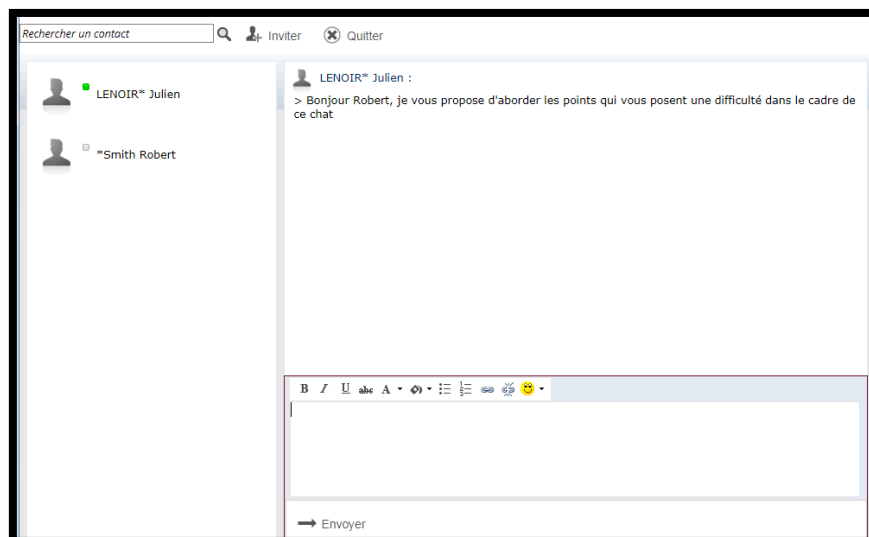 Rechercher un contact
Inviter
Quitter
LENOIR* Julien
*Smith Robert
LENOIR* Julien :
> Bonjour Robert, je vous propose d'aborder les points qui vous posent une difficulté dans le cadre de
ce chat
B I U abc A
Envoyer